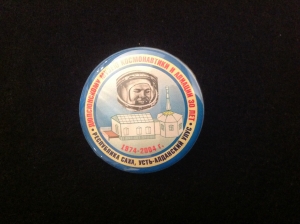 КОСМОНАВТИКИ И АВИАЦИИ 30 ЛЕТ
1974-2004 г.
РЕСПУБЛИКА САХА, УСТЬ-АЛДАНСКИЙ УЛУС